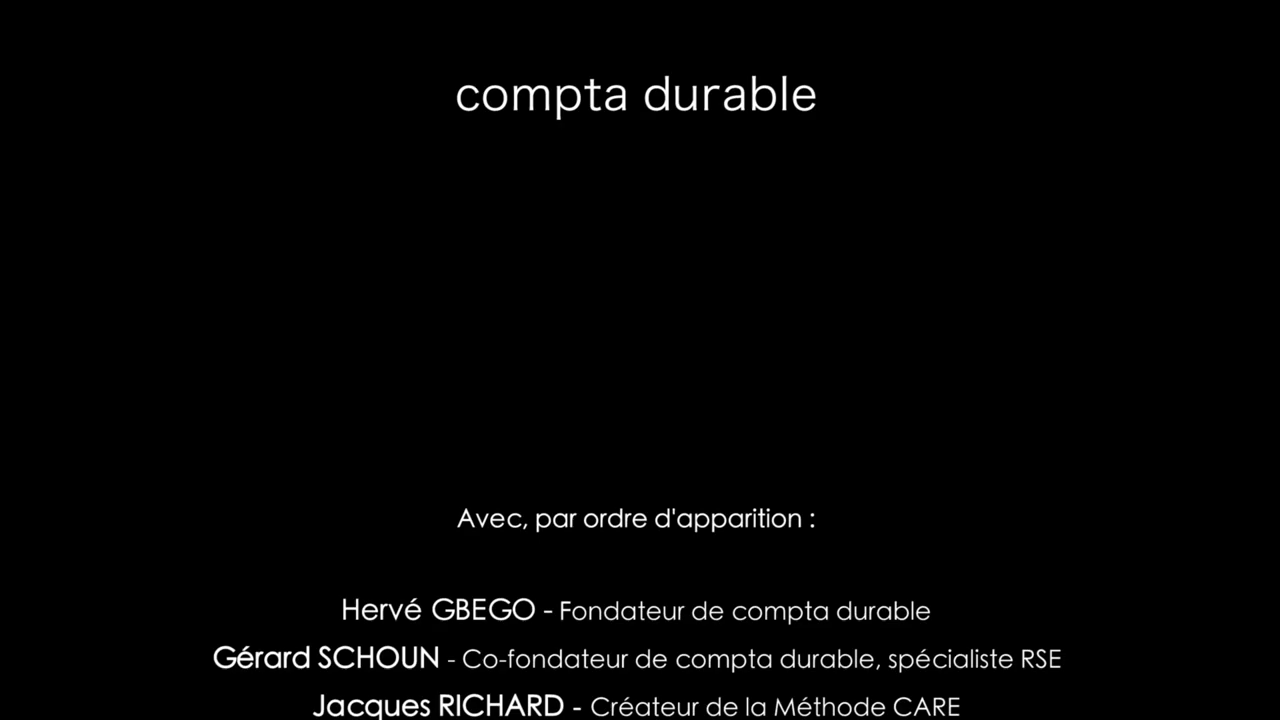 compta durable
Avec, par ordre d'apparition :
Hervé GBEGO - Fondateur de compta durable
Gérard SCHOUN - Co-fondateur de compta durable, spécialiste RSE
Jacques RICHARD - Créateur de la Méthode CARE